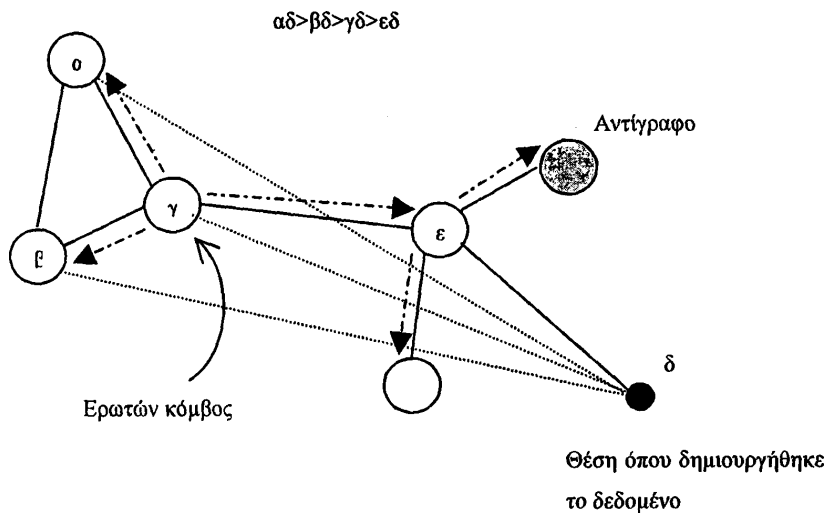 αδ>βδ>γδ>εδ
ο
Αντίγραφο
γ
ε
β
δ
Ερωτών κόμβος
Θέση όπου δημιουργήθηκε
το δεδομένο